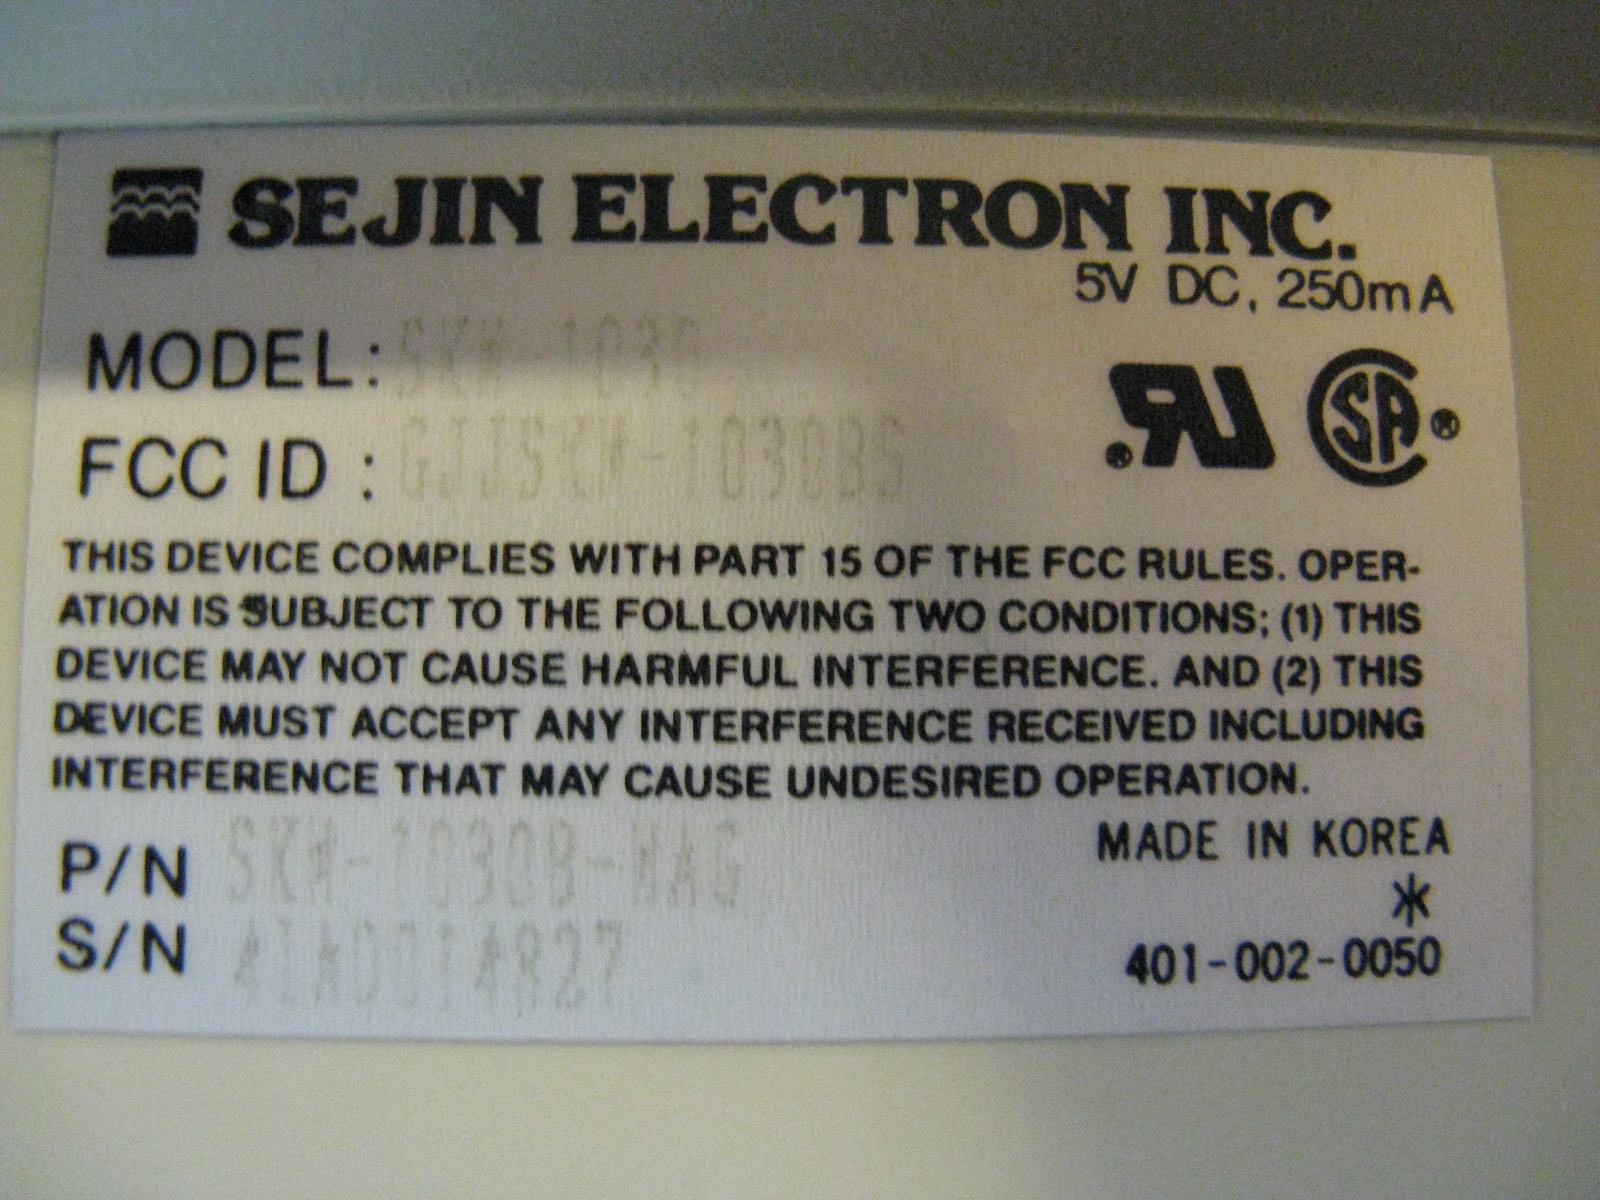 SEJIN ELECTRON INC.
5V DC, 250mA
MODEL: SKM-1030
FCC ID : GJJSKM-1030BS
THIS DEVICE COMPLIES WITH PART 15 OF THE FCC RULES. OPER-
ATION IS SUBJECT TO THE FOLLOWING TWO CONDITIONS; (1) THIS
DEVICE MAY NOT CAUSE HARMFUL INTERFERENCE. AND (2) THIS
DEVICE MUST ACCEPT ANY INTERFERENCE RECEIVED INCLUDING
INTERFERENCE THAT MAY CAUSE UNDESIRED OPERATION.
MADE IN KOREA
P/N
S/N
401-002-0050